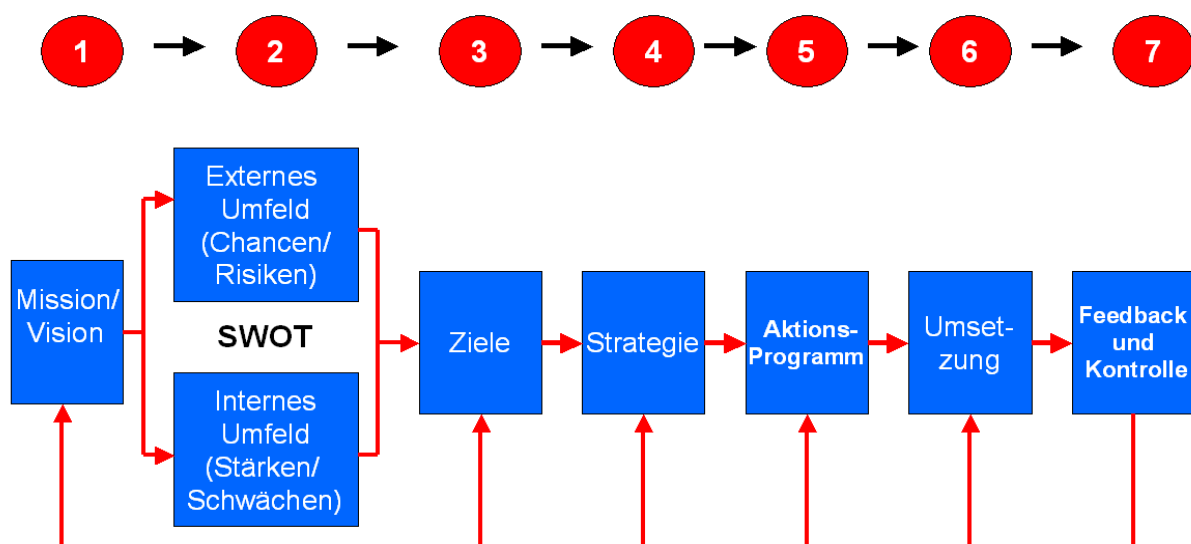 1
2
3
4
5
6
7
Mission/
Vision
Externes
Umfeld
(Chancen/
Risiken)
SWOT
Internes
Umfeld
(Stärken/
Schwächen)
Ziele
Strategie
Aktions-
Programm
Umset-
zung
Feedback
und
Kontrolle